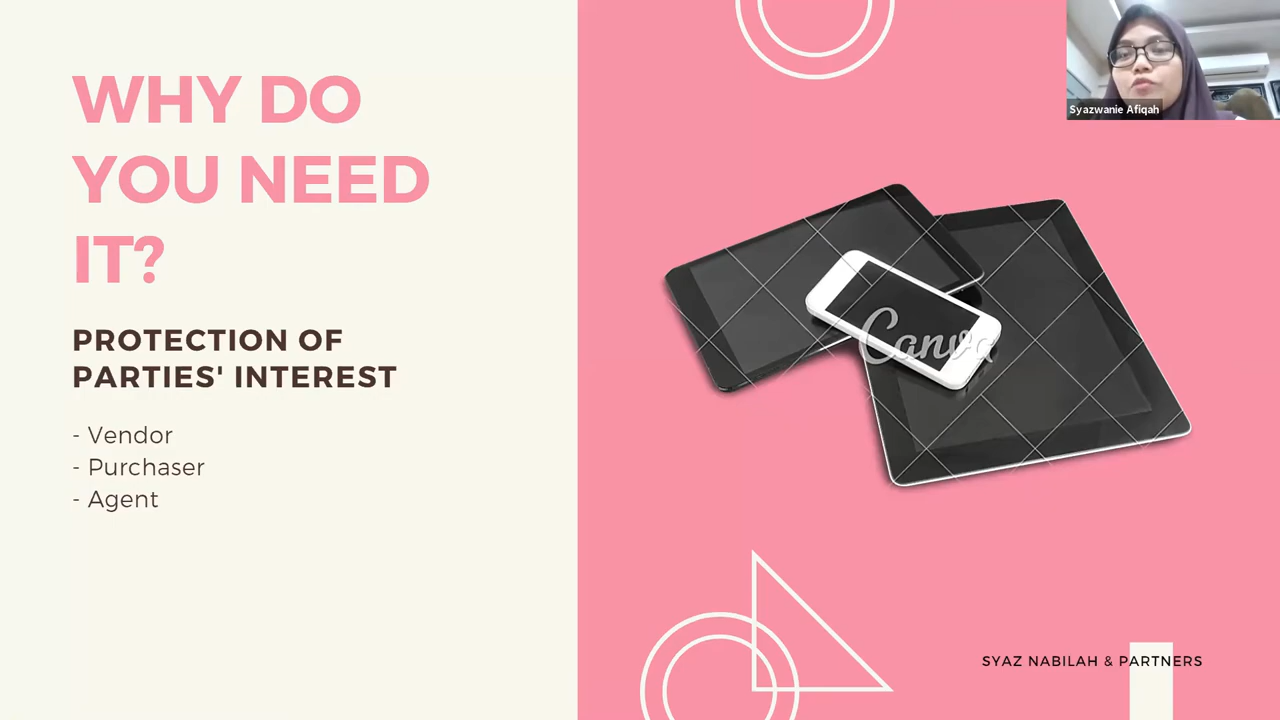 WHY DO
YOU NEED
IT?
PROTECTION OF
PARTIES' INTEREST
- Vendor
- Purchaser
- Agent
Syazwanie Afiqah
Canva
SYAZ NABILAH & PARTNERS